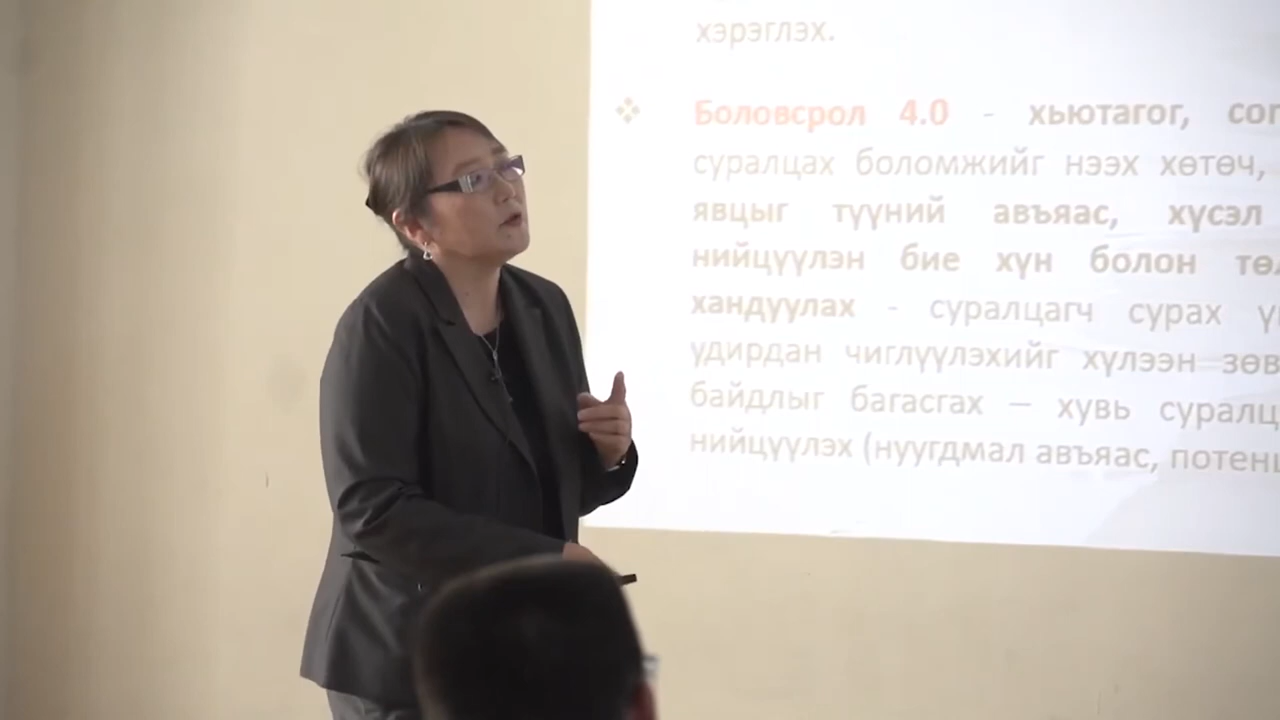 хэрэглэх.
Боловсрол 4.0 - хьютагог,
суралцах боломжийг нээх хөтөч,
явцыг түүний авъяас, хүсэл
нийцүүлэн бие хүн болон
хандуулах - суралцагч сурах
удирдан чиглүүлэхийг хүлээн
байдлыг багасгах – хувь
нийцүүлэх (нуугдмал авъяас,